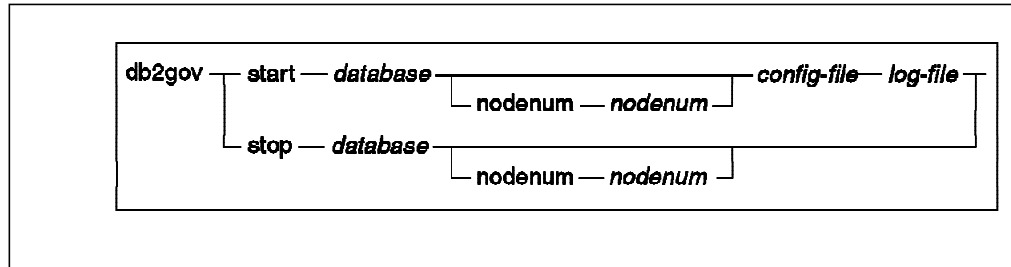 db2gov start database config-file log-file
nodenum nodenum
stop database
nodenum nodenum